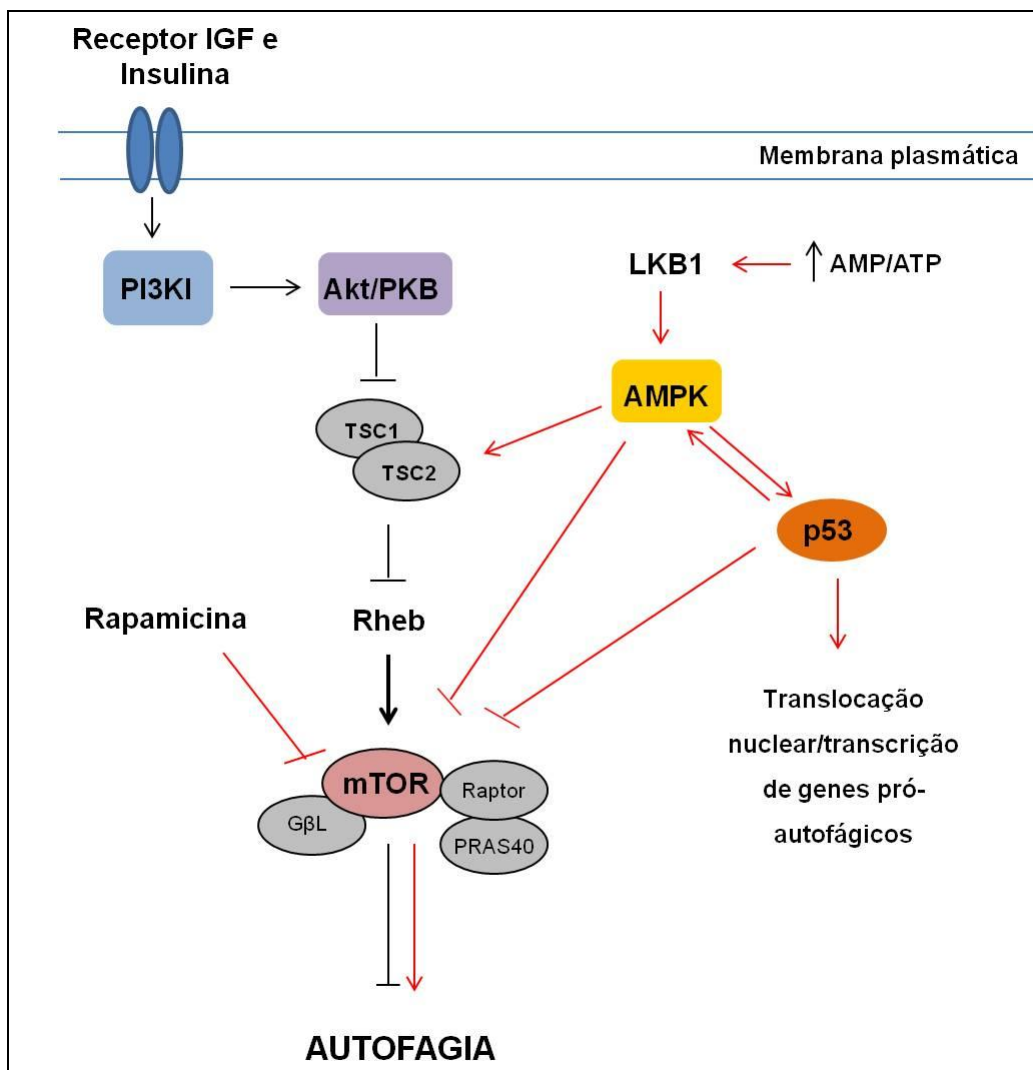 Receptor IGF e
Insulina
Membrana plasmática
PI3KI
Akt/PKB
LKB1
AMP/ATP
AMPK
TSC1
TSC2
p53
Rapamicina
Rheb
Translocação
nuclear/transcrição
de genes pró-
autofágicos
mTOR
Raptor
GβL
PRAS40
AUTOFAGIA